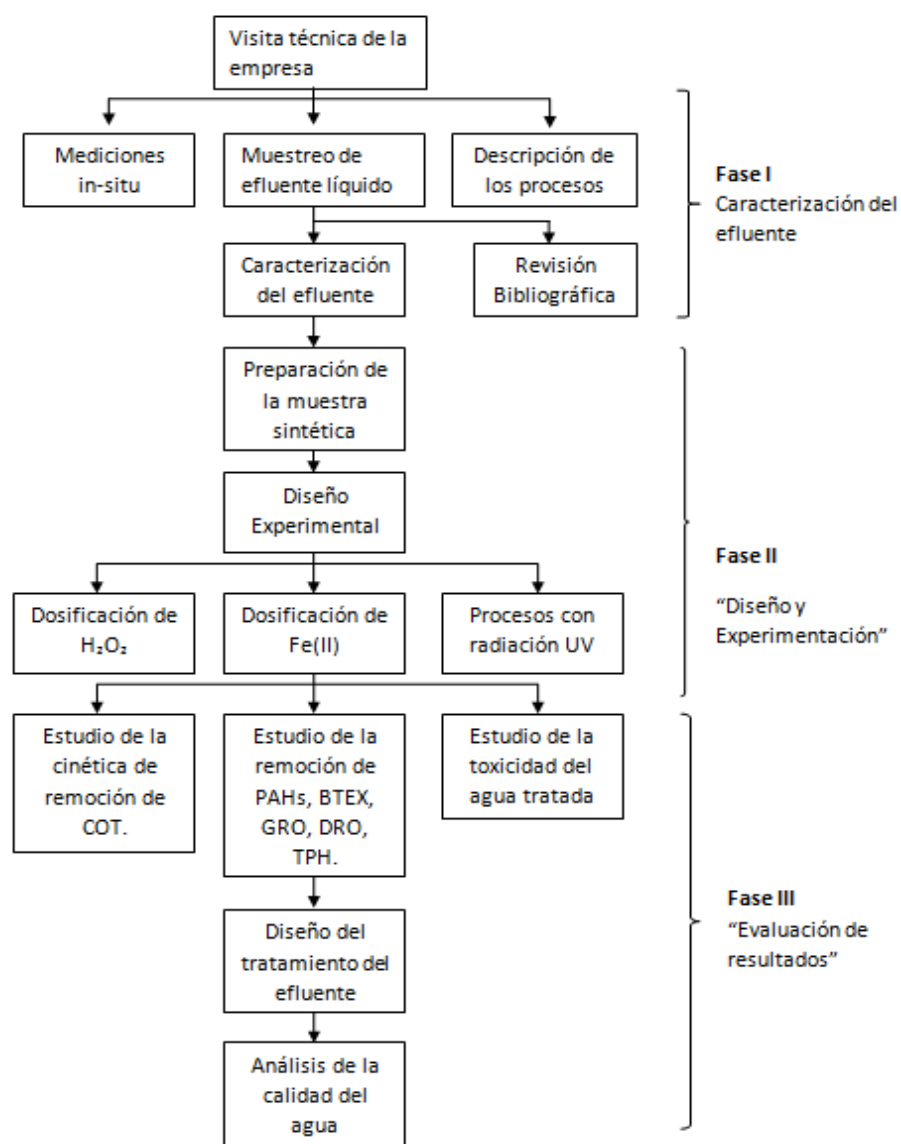 Visita técnica de la
empresa
Mediciones
in-situ
Muestreo de
efluente líquido
Descripción de
los procesos
Fase I
Caracterización del
efluente
Caracterización
del efluente
Revisión
Bibliográfica
Preparación de
la muestra
sintética
Diseño
Experimental
Fase II
“Diseño y
Experimentación”
Dosificación de
H₂O₂
Dosificación de
Fe(II)
Procesos con
radiación UV
Estudio de la
cinética de
remoción de
COT.
Estudio de la
remoción de
PAHs, BTEX,
GRO, DRO,
TPH.
Estudio de la
toxicidad del
agua tratada
Fase III
“Evaluación de
resultados”
Diseño del
tratamiento del
efluente
Análisis de la
calidad del
agua